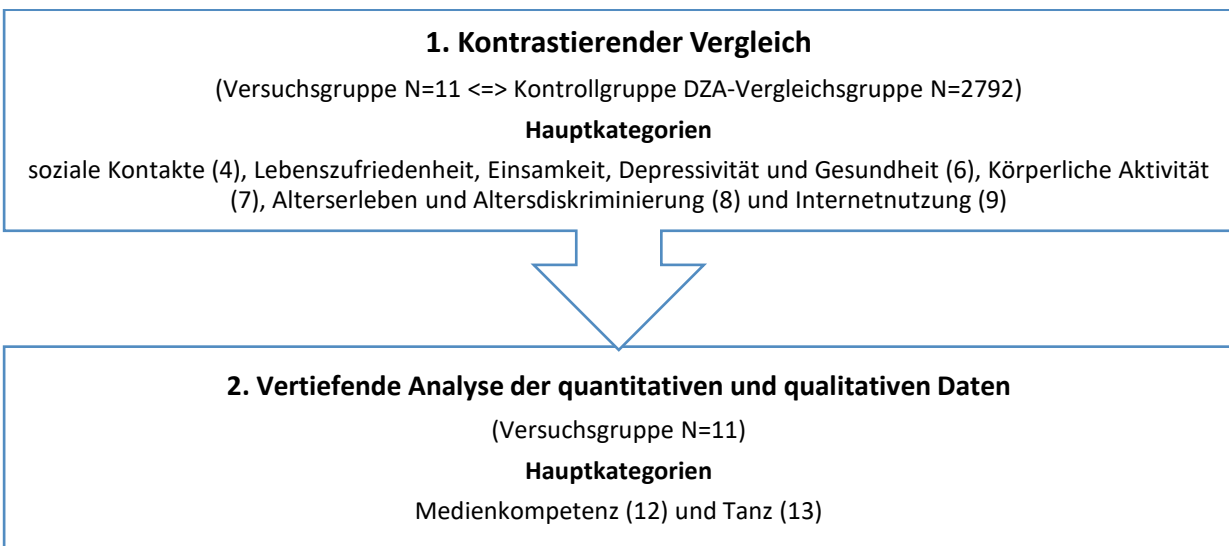 1. Kontrastierender Vergleich
(Versuchsgruppe N=11 <=> Kontrollgruppe DZA-Vergleichsgruppe N=2792)
Hauptkategorien
soziale Kontakte (4), Lebenszufriedenheit, Einsamkeit, Depressivität und Gesundheit (6), Körperliche Aktivität
(7), Alterserleben und Altersdiskriminierung (8) und Internetnutzung (9)
2. Vertiefende Analyse der quantitativen und qualitativen Daten
(Versuchsgruppe N=11)
Hauptkategorien
Medienkompetenz (12) und Tanz (13)